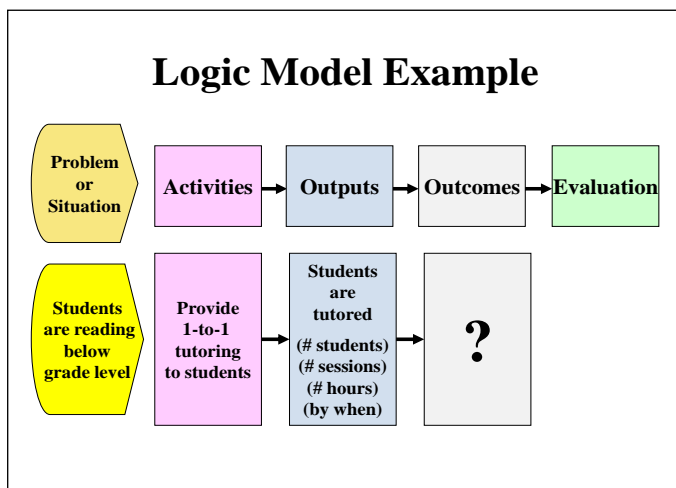 Logic Model Example
Problem
or
Situation
Activities
Outputs
Outcomes
Evaluation
Students
are reading
below
grade level
Provide
1-to-1
tutoring
to students
Students
are
tutored
(# students)
(# sessions)
(# hours)
(by when)
?